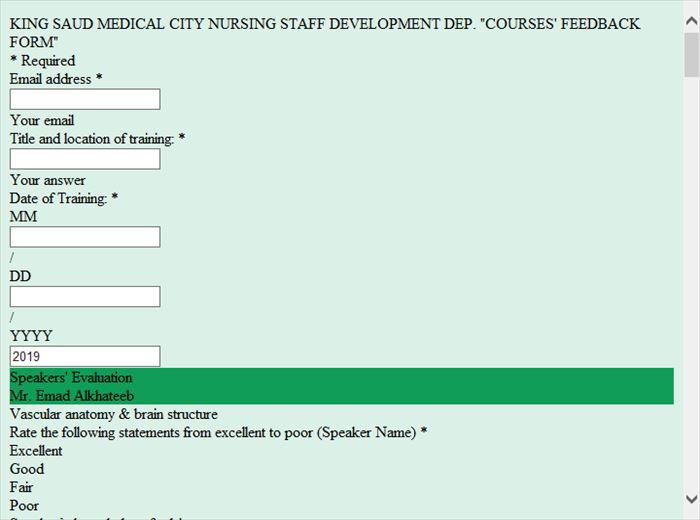 KING SAUD MEDICAL CITY NURSING STAFF DEVELOPMENT DEP. "COURSES' FEEDBACK
FORM"
* Required
Email address *
Your email
Title and location of training: *
Your answer
Date of Training: *
MM
/
DD
/
YYYY
2019
Speakers' Evaluation
Mr. Emad Alkhateeb
Vascular anatomy & brain structure
Rate the following statements from excellent to poor (Speaker Name) *
Excellent
Good
Fair
Poor